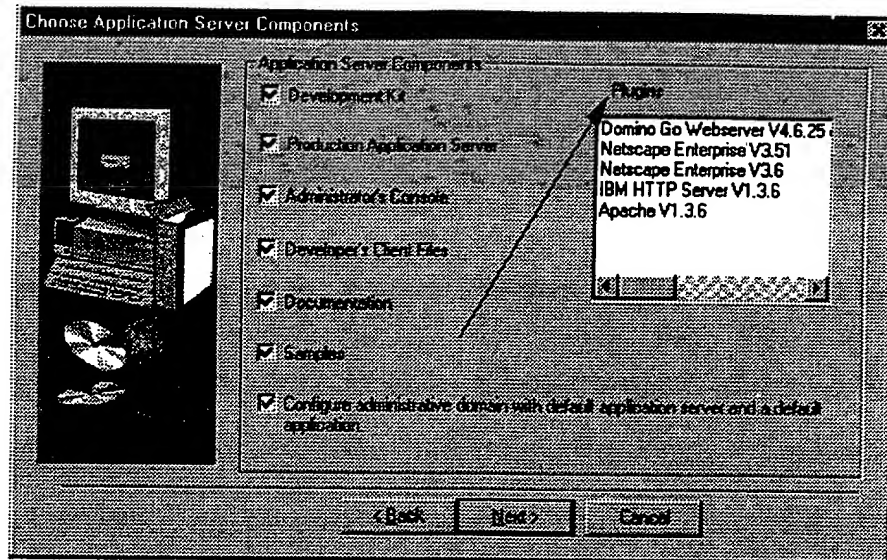 Choose Application Server Components
Application Server Components
Development Kit
Production Application Server
Administrator's Console
Developer's Client Files
Documentation
Samples
Configure administrative domain with default application server and a default
application
Plugins
Domino Go Webserver V4.6.25
Netscape Enterprise V3.51
Netscape Enterprise V3.6
IBM HTTP Server V1.3.6
Apache V1.3.6
< Back
Next >
Cancel